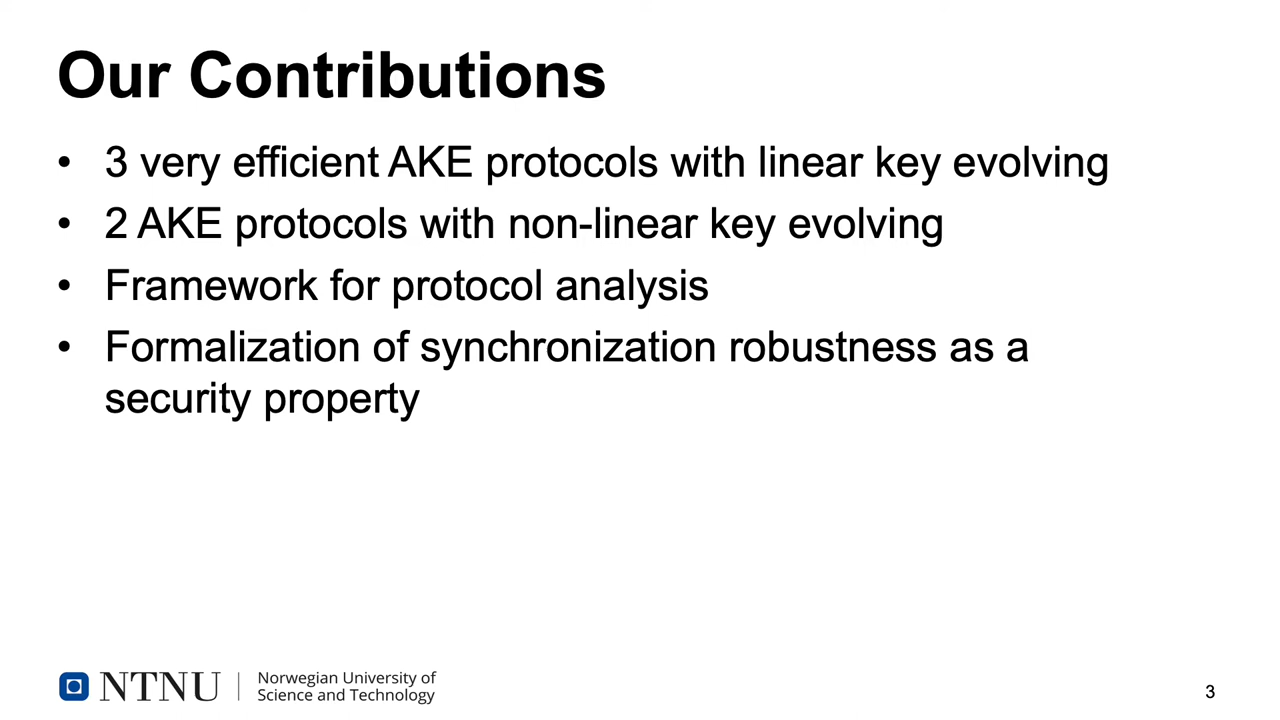 Our Contributions
• 3 very efficient AKE protocols with linear key evolving
• 2 AKE protocols with non-linear key evolving
• Framework for protocol analysis
• Formalization of synchronization robustness as a
security property
NTNU
Norwegian University of
Science and Technology
3